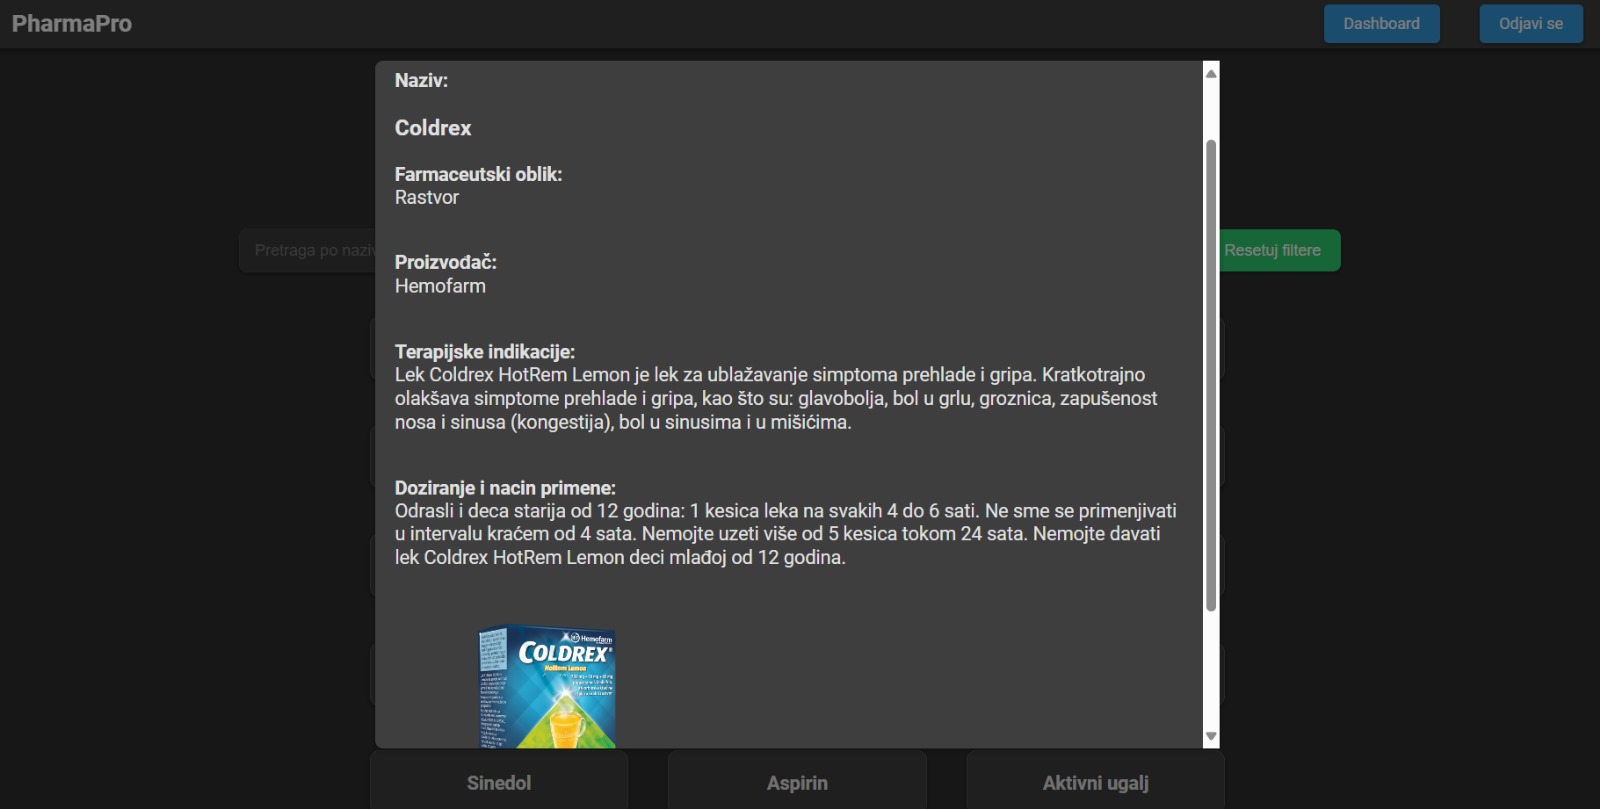 PharmaPro
Dashboard
Odjavi se
Naziv:
Coldrex
Farmaceutski oblik:
Rastvor
Pretraga po naziv
Resetuj filtere
Proizvođač:
Hemofarm
Terapijske indikacije:
Lek Coldrex HotRem Lemon je lek za ublažavanje simptoma prehlade i gripa. Kratkotrajno
olakšava simptome prehlade i gripa, kao što su: glavobolja, bol u grlu, groznica, zapušenost
nosa i sinusa (kongestija), bol u sinusima i u mišićima.
Doziranje i nacin primene:
Odrasli i deca starija od 12 godina: 1 kesica leka na svakih 4 do 6 sati. Ne sme se primenjivati
u intervalu kraćem od 4 sata. Nemojte uzeti više od 5 kesica tokom 24 sata. Nemojte davati
lek Coldrex HotRem Lemon deci mlađoj od 12 godina.
Hemofarm
COLDREX
HotRem Lemon
Sinedol
Aspirin
Aktivni ugalj